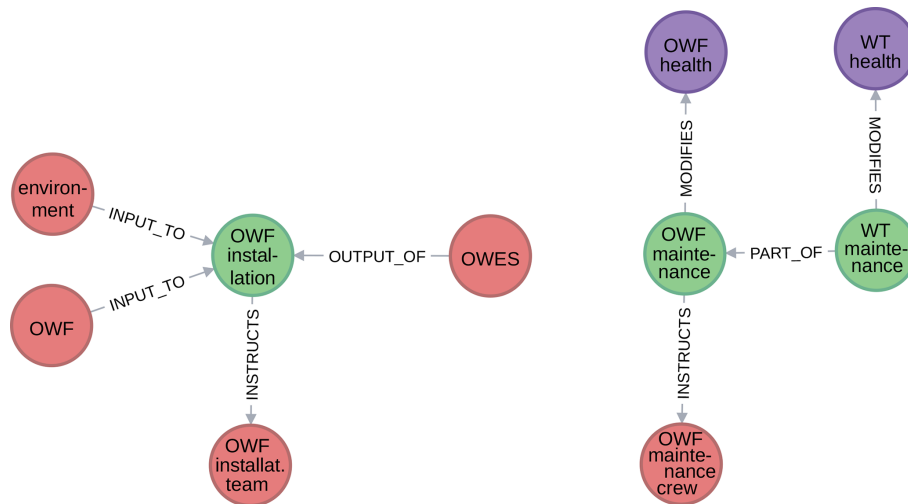 environ-
ment
INPUT_TO
OWF
INPUT_TO
OWF
instal-
lation
OUTPUT_OF
OWES
INSTRUCTS
OWF
installat.
team
OWF
health
MODIFIES
OWF
mainte-
nance
PART_OF
INSTRUCTS
OWF
mainte-
nance
crew
WT
health
MODIFIES
WT
mainte-
nance